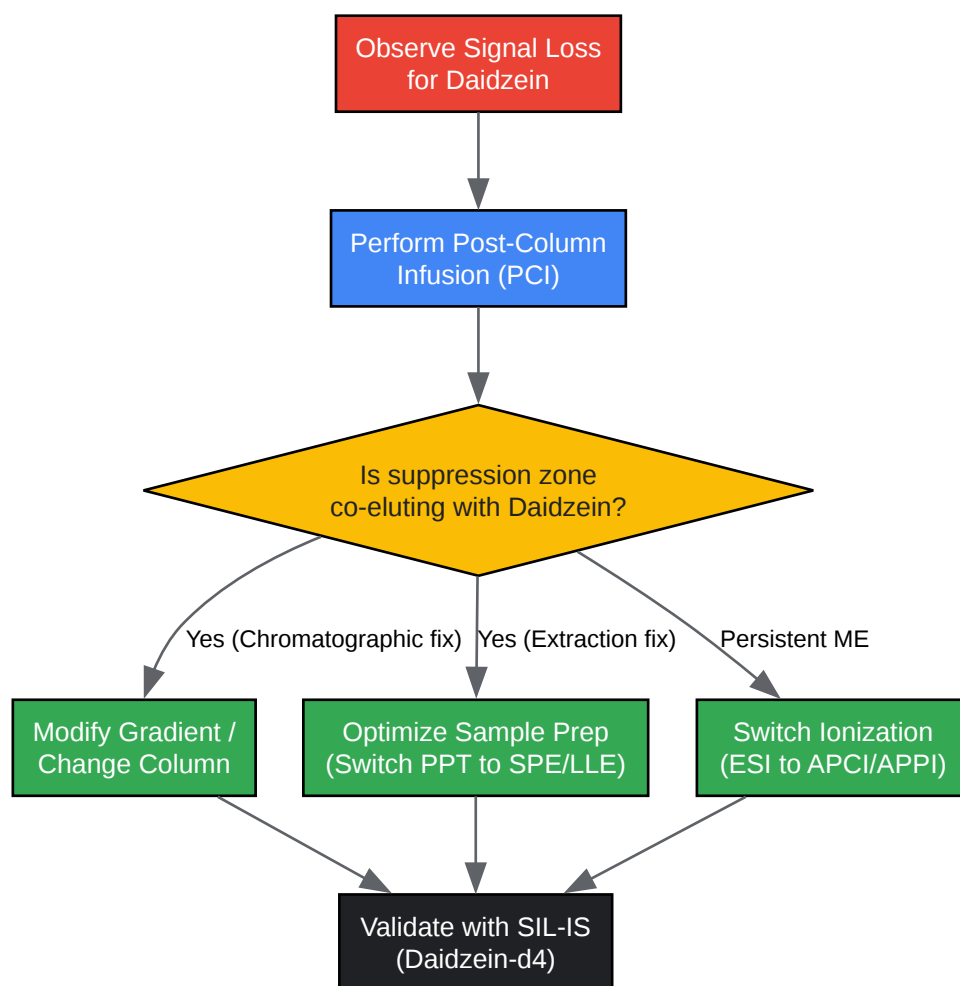 Observe Signal Loss
for Daidzein
Perform Post-Column
Infusion (PCI)
Is suppression zone
co-eluting with Daidzein?
Yes (Chromatographic fix)
Yes (Extraction fix)
Persistent ME
Modify Gradient /
Change Column
Optimize Sample Prep
(Switch PPT to SPE/LLE)
Switch Ionization
(ESI to APCI/APPI)
Validate with SIL-IS
(Daidzein-d4)